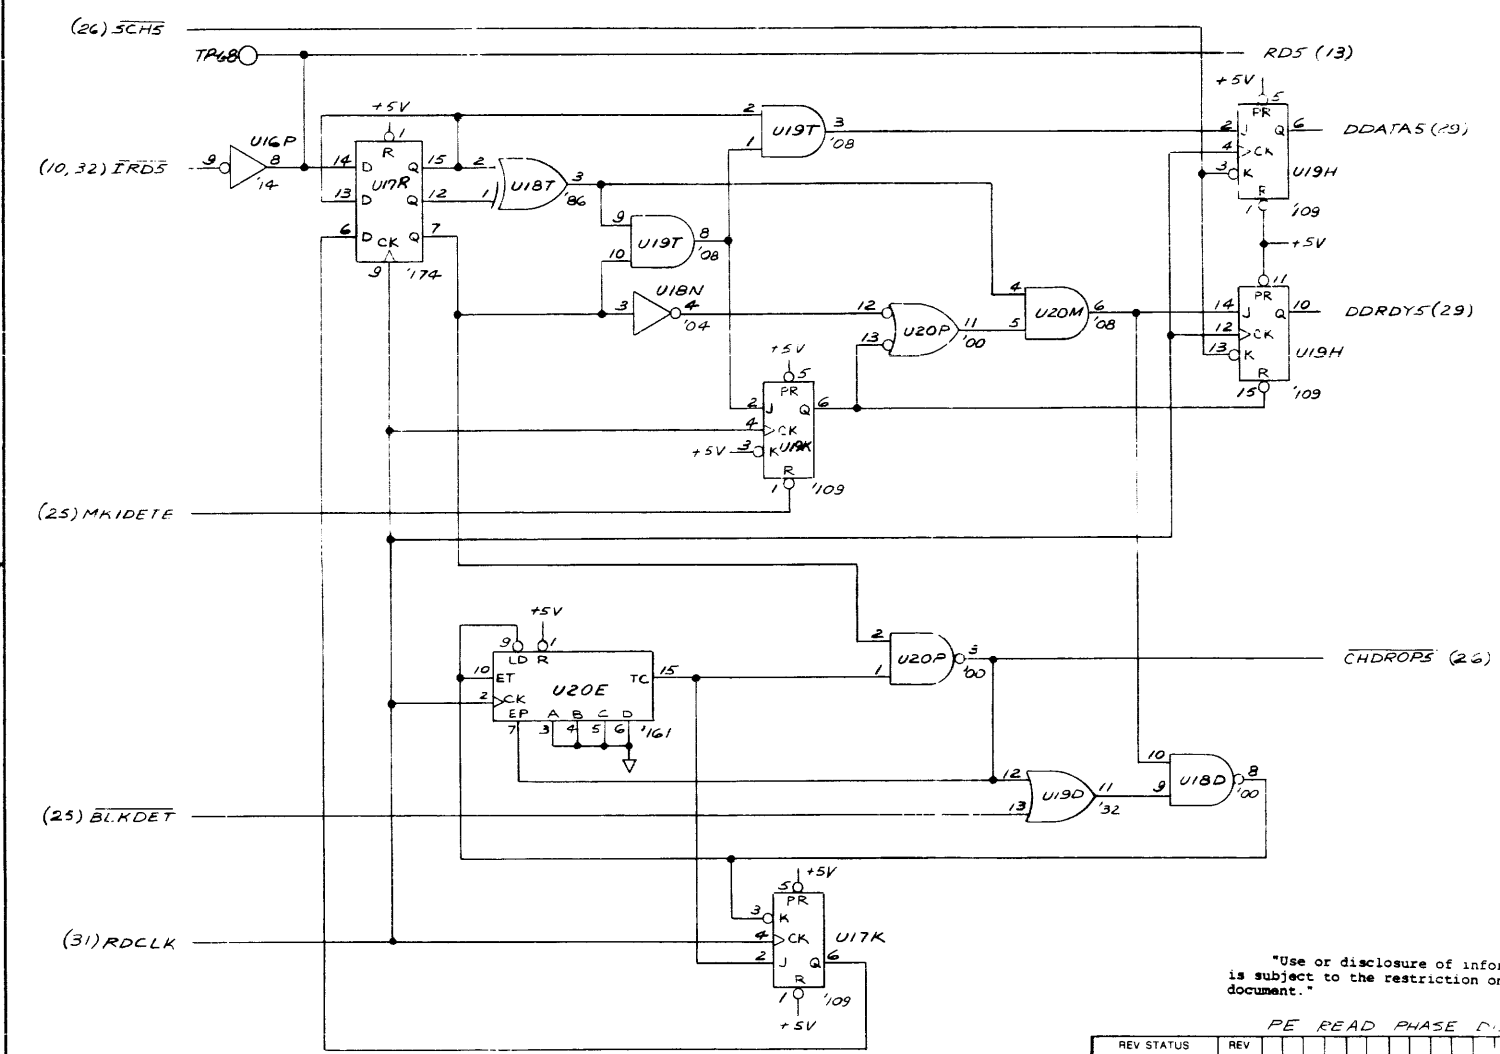 (26) SCH5
TP68
RD5 (13)
+5V
5
PR
+5V
1
R
U16P
(10,32) IRD5
9
8
'14
14
D
Q
15
U17R
13
D
Q
12
6
D
Q
7
CK
9
'174
2
1
U18T
3
'86
2
1
U19T
3
'08
2
J
Q
6
DDATA5 (29)
4
CK
3
K
U19H
R
1
'109
+5V
9
10
U19T
8
'08
U18N
3
4
'04
12
13
U20P
11
'00
4
5
U20M
6
'08
11
PR
14
J
Q
10
DDRDY5 (29)
12
CK
13
K
U19H
R
15
'109
+5V
5
PR
2
J
Q
6
4
CK
+5V
3
K
U19K
R
1
'109
(25) MKIDETE
+5V
9
1
LD
R
10
ET
TC
15
U20E
2
CK
EP
A
B
C
D
7
3
4
5
6
'161
2
1
U20P
3
'00
CHDROP5 (26)
12
13
U19D
11
'32
10
9
U18D
8
'00
(25) BLKDET
+5V
5
PR
3
K
(31) RDCLK
4
CK
U17K
2
J
Q
6
R
1
'109
+5V
"Use or disclosure of
is subject to the restriction
document."
PE READ PHASE
REV STATUS
REV